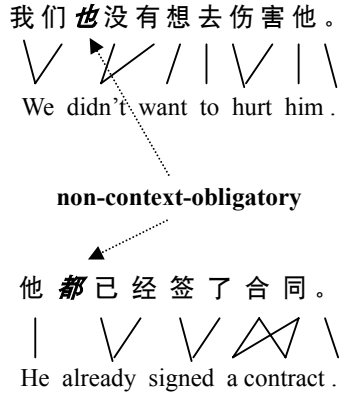 我们也没有想去伤害他。
We didn't want to hurt him .
non-context-obligatory
他都已经签了合同。
He already signed a contract .